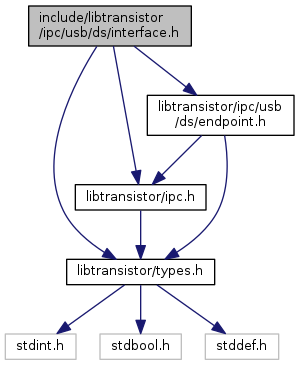 include/libtransistor
/ipc/usb/ds/interface.h
libtransistor/ipc/usb
/ds/endpoint.h
libtransistor/ipc.h
libtransistor/types.h
stdint.h
stdbool.h
stddef.h